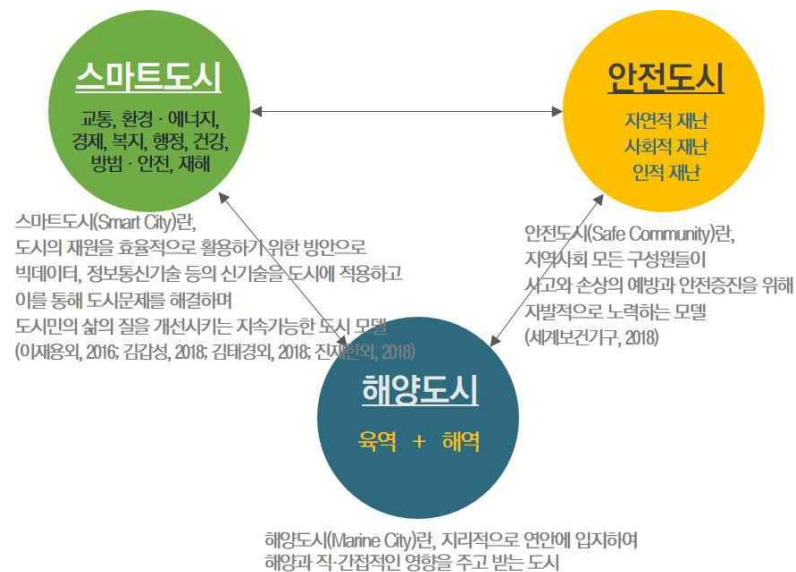 스마트도시
교통, 환경 · 에너지,
경제, 복지, 행정, 건강,
방범 · 안전, 재해
안전도시
자연적 재난
사회적 재난
인적 재난
스마트도시(Smart City)란,
도시의 재원을 효율적으로 활용하기 위한 방안으로
빅데이터, 정보통신기술 등의 신기술을 도시에 적용하고
이를 통해 도시문제를 해결하며
도시민의 삶의 질을 개선시키는 지속가능한 도시 모델
(이재용외, 2016; 김갑성, 2018; 김태경외, 2018; 진재한외, 2018)
안전도시(Safe Community)란,
지역사회 모든 구성원들이
사고와 손상의 예방과 안전증진을 위해
자발적으로 노력하는 모델
(세계보건기구, 2018)
해양도시
육역 + 해역
해양도시(Marine City)란, 지리적으로 연안에 입지하여
해양과 직·간접적인 영향을 주고 받는 도시